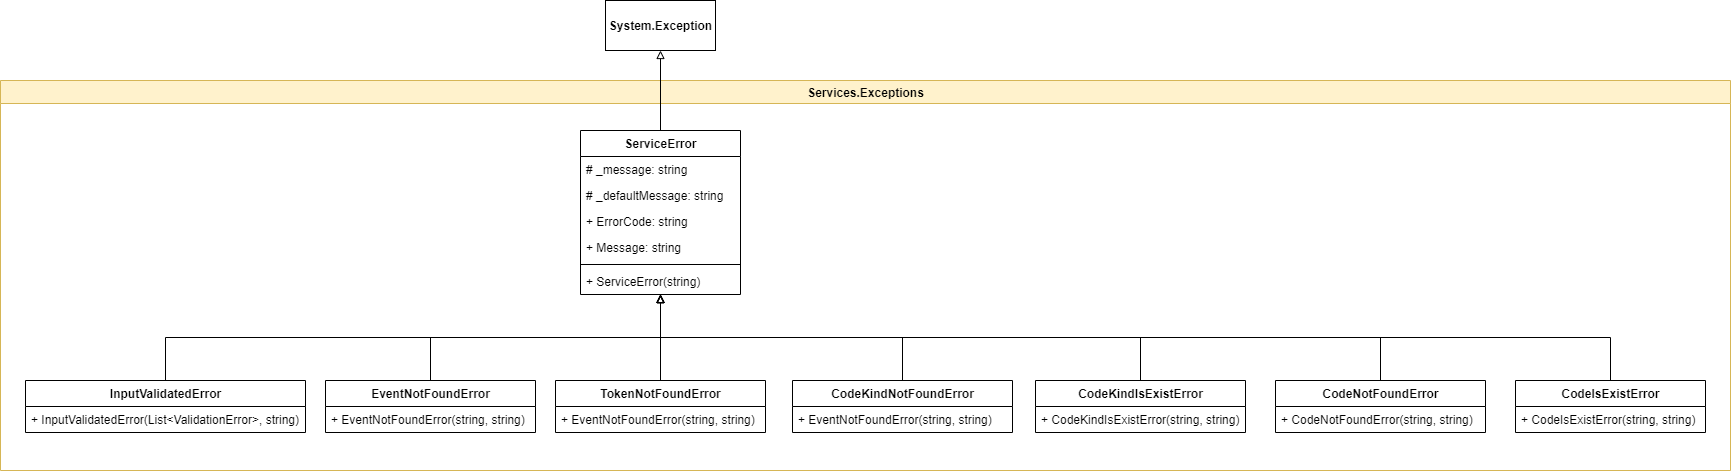 System.Exception
Services.Exceptions
ServiceError
# _message: string
# _defaultMessage: string
+ ErrorCode: string
+ Message: string
+ ServiceError(string)
InputValidatedError
+ InputValidatedError(List<ValidationError>, string)
EventNotFoundError
+ EventNotFoundError(string, string)
TokenNotFoundError
+ EventNotFoundError(string, string)
CodeKindNotFoundError
+ EventNotFoundError(string, string)
CodeKindIsExistError
+ CodeKindIsExistError(string, string)
CodeNotFoundError
+ CodeNotFoundError(string, string)
CodeIsExistError
+ CodeIsExistError(string, string)